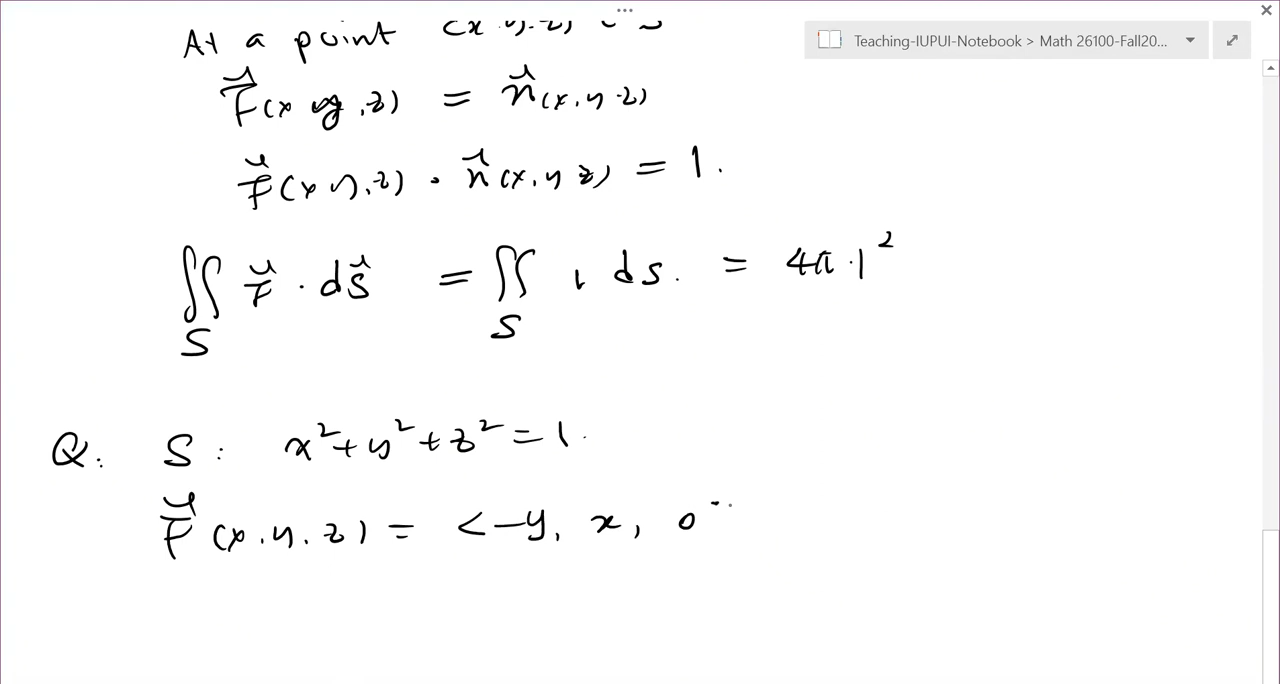 At a point (x, y, z)
Teaching-IUPUI-Notebook > Math 26100-Fall20...
F⃗(x, y, z) = n⃗(x, y, z)
F⃗(x, y, z) · n⃗(x, y, z) = 1.
∬_S F⃗ · dS⃗ = ∬_S 1 dS. = 4π·1²
Q: S: x² + y² + z² = 1.
F⃗(x, y, z) = <-y, x, 0